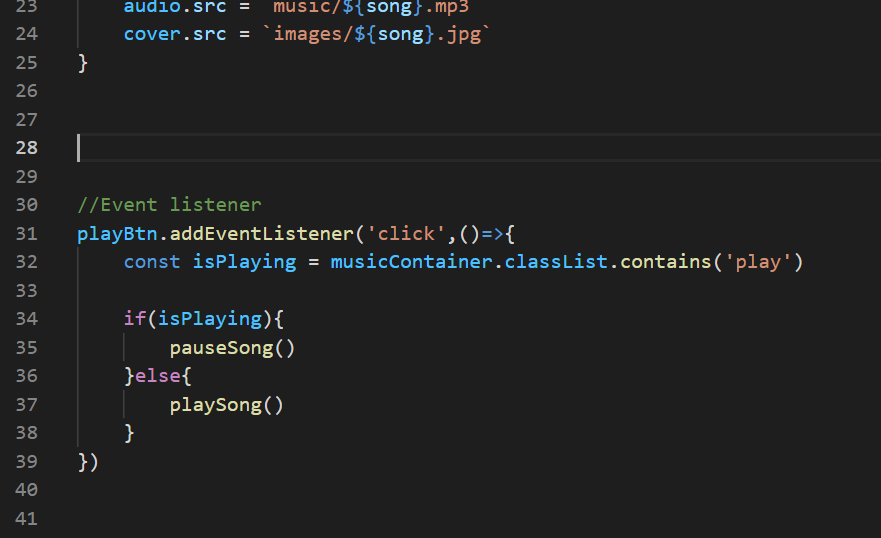 23 audio.src = `music/${song}.mp3`
24 cover.src = `images/${song}.jpg`
25 }
26
27
28
29
30 //Event listener
31 playBtn.addEventListener('click',()=>{
32 const isPlaying = musicContainer.classList.contains('play')
33
34 if(isPlaying){
35 pauseSong()
36 }else{
37 playSong()
38 }
39 })
40
41